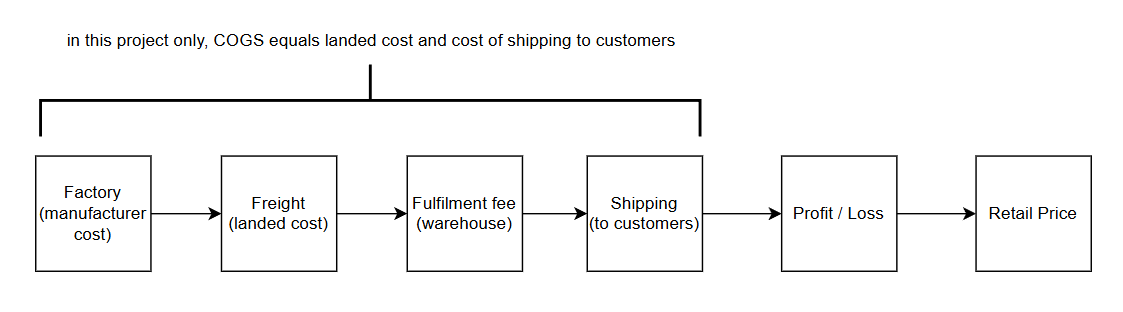 in this project only, COGS equals landed cost and cost of shipping to customers
Factory
(manufacturer
cost)
Freight
(landed cost)
Fulfilment fee
(warehouse)
Shipping
(to customers)
Profit / Loss
Retail Price